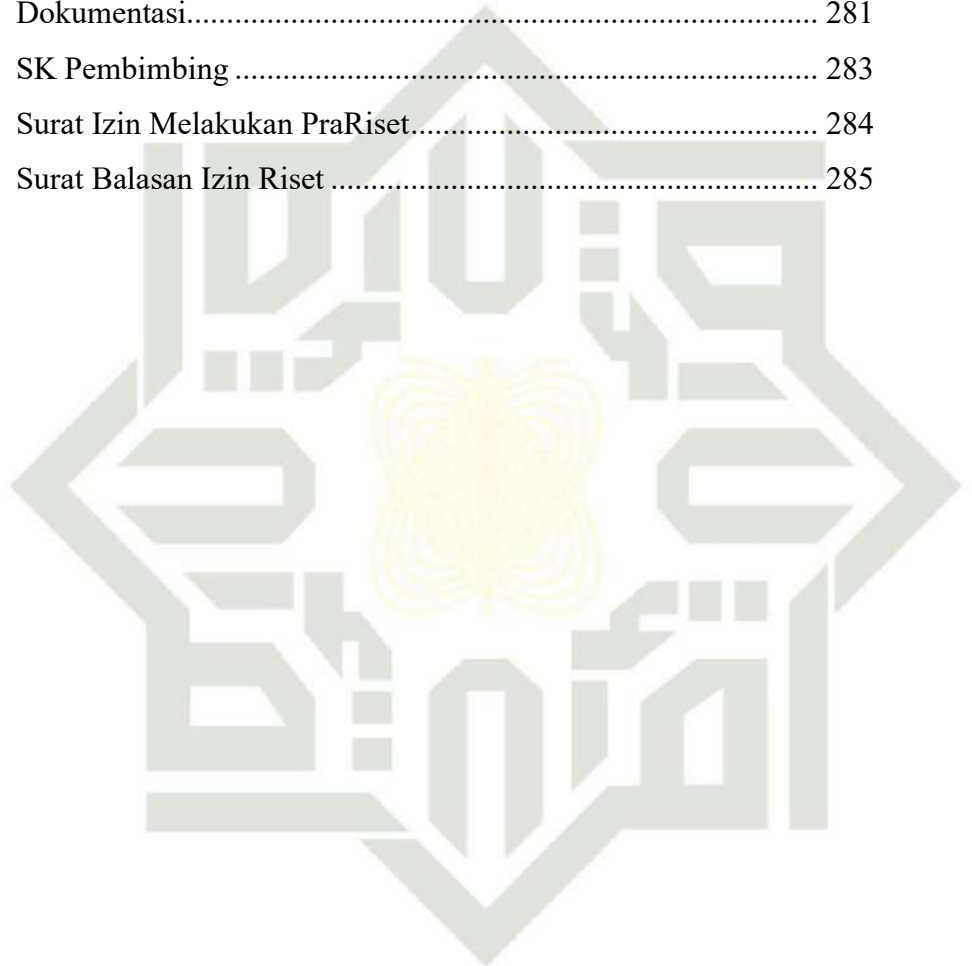 Dokumentasi.................................................................................. 281
SK Pembimbing ............................................................................ 283
Surat Izin Melakukan PraRiset..................................................... 284
Surat Balasan Izin Riset ............................................................... 285